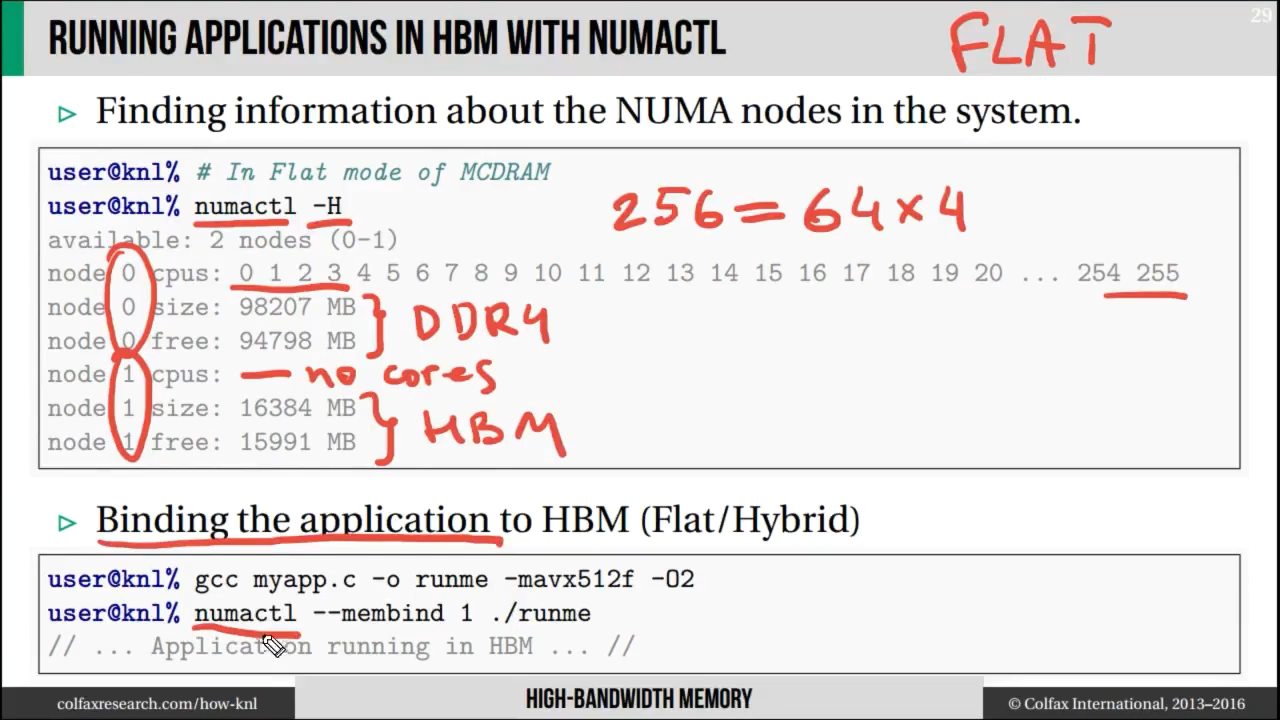 29
RUNNING APPLICATIONS IN HBM WITH NUMACTL FLAT
▷ Finding information about the NUMA nodes in the system.
user@knl% # In Flat mode of MCDRAM
user@knl% numactl -H 256 = 64 × 4
available: 2 nodes (0-1)
node 0 cpus: 0 1 2 3 4 5 6 7 8 9 10 11 12 13 14 15 16 17 18 19 20 ... 254 255
node 0 size: 98207 MB
node 0 free: 94798 MB } DDR4
node 1 cpus: — no cores
node 1 size: 16384 MB
node 1 free: 15991 MB } HBM
▷ Binding the application to HBM (Flat/Hybrid)
user@knl% gcc myapp.c -o runme -mavx512f -O2
user@knl% numactl --membind 1 ./runme
// ... Application running in HBM ... //
colfaxresearch.com/how-knl HIGH-BANDWIDTH MEMORY © Colfax International, 2013–2016